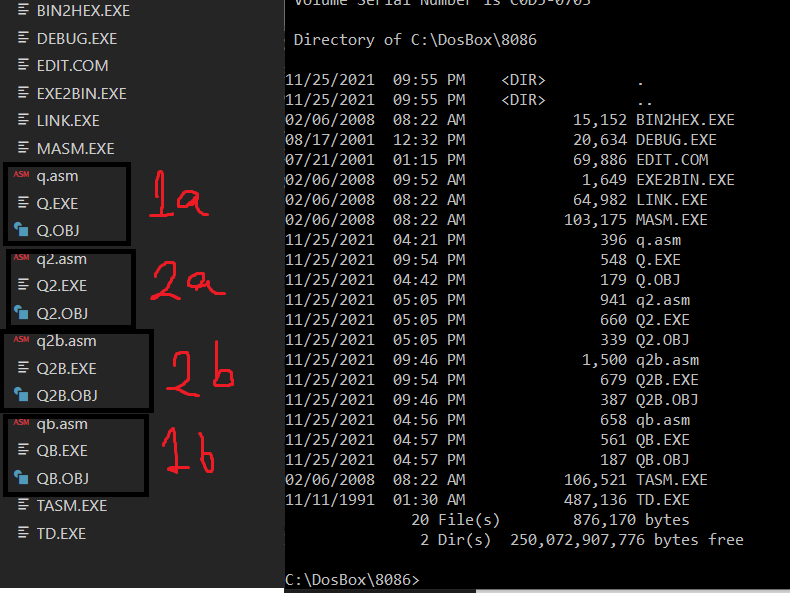 BIN2HEX.EXE
DEBUG.EXE
EDIT.COM
EXE2BIN.EXE
LINK.EXE
MASM.EXE
ASM q.asm
Q.EXE
Q.OBJ
1a
ASM q2.asm
Q2.EXE
Q2.OBJ
2a
ASM q2b.asm
Q2B.EXE
Q2B.OBJ
2b
ASM qb.asm
QB.EXE
QB.OBJ
1b
TASM.EXE
TD.EXE
Volume Serial Number is C0D5-0703
Directory of C:\DosBox\8086
11/25/2021 09:55 PM <DIR> .
11/25/2021 09:55 PM <DIR> ..
02/06/2008 08:22 AM 15,152 BIN2HEX.EXE
08/17/2001 12:32 PM 20,634 DEBUG.EXE
07/21/2001 01:15 PM 69,886 EDIT.COM
02/06/2008 09:52 AM 1,649 EXE2BIN.EXE
02/06/2008 08:22 AM 64,982 LINK.EXE
02/06/2008 08:22 AM 103,175 MASM.EXE
11/25/2021 04:21 PM 396 q.asm
11/25/2021 09:54 PM 548 Q.EXE
11/25/2021 04:42 PM 179 Q.OBJ
11/25/2021 05:05 PM 941 q2.asm
11/25/2021 05:05 PM 660 Q2.EXE
11/25/2021 05:05 PM 339 Q2.OBJ
11/25/2021 09:46 PM 1,500 q2b.asm
11/25/2021 09:54 PM 679 Q2B.EXE
11/25/2021 09:46 PM 387 Q2B.OBJ
11/25/2021 04:56 PM 658 qb.asm
11/25/2021 04:57 PM 561 QB.EXE
11/25/2021 04:57 PM 187 QB.OBJ
02/06/2008 08:22 AM 106,521 TASM.EXE
11/11/1991 01:30 AM 487,136 TD.EXE
20 File(s) 876,170 bytes
2 Dir(s) 250,072,907,776 bytes free
C:\DosBox\8086>